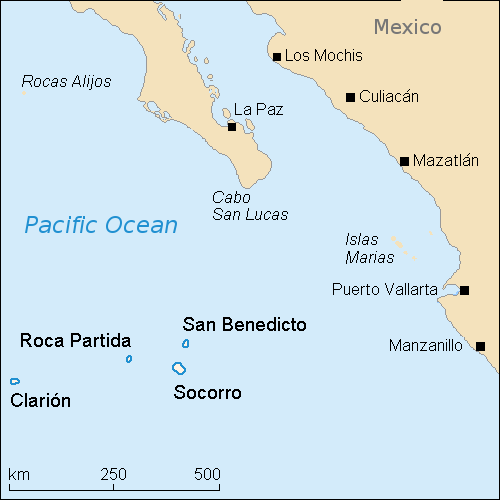 Mexico
Los Mochis
Rocas Alijos
Culiacán
La Paz
Mazatlán
Cabo
San Lucas
Pacific Ocean
Islas
Marias
Puerto Vallarta
San Benedicto
Roca Partida
Manzanillo
Socorro
Clarión
km 250 500